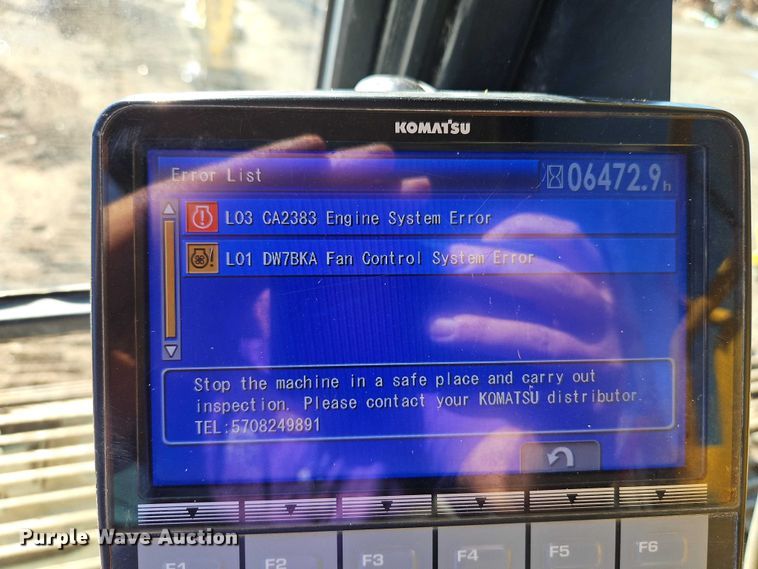 KOMATSU
Error List 06472.9h
L03 CA2383 Engine System Error
L01 DW7BKA Fan Control System Error
Stop the machine in a safe place and carry out
inspection. Please contact your KOMATSU distributor.
TEL:5708249891
F1 F2 F3 F4 F5 F6
Purple Wave Auction